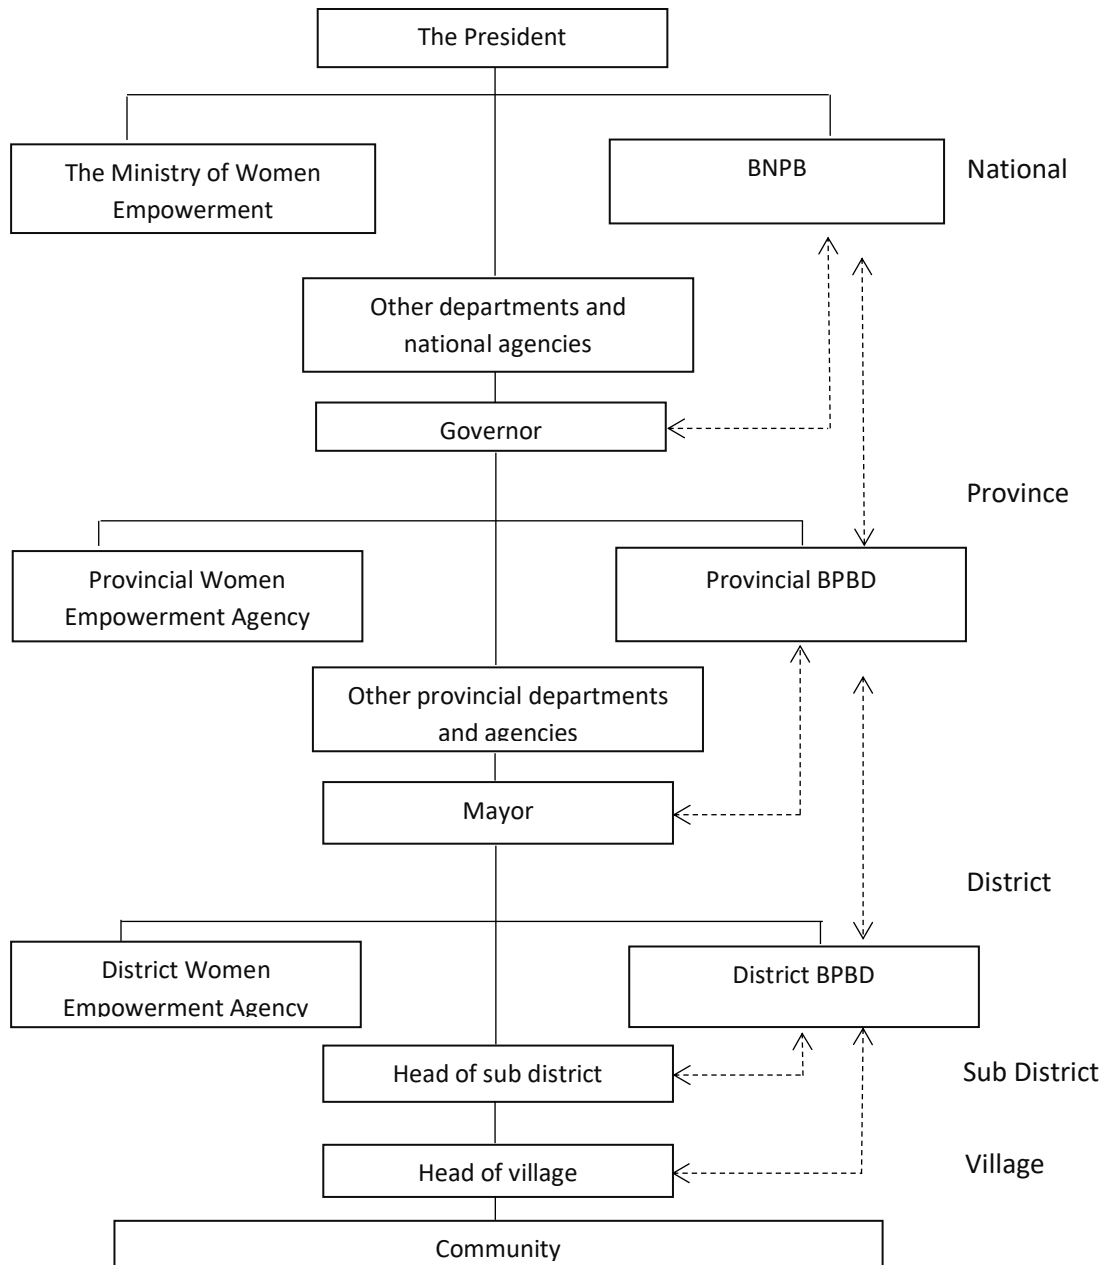 The President
The Ministry of Women
Empowerment
BNPB
National
Other departments and
national agencies
Governor
Province
Provincial Women
Empowerment Agency
Provincial BPBD
Other provincial departments
and agencies
Mayor
District
District Women
Empowerment Agency
District BPBD
Head of sub district
Sub District
Head of village
Village
Community